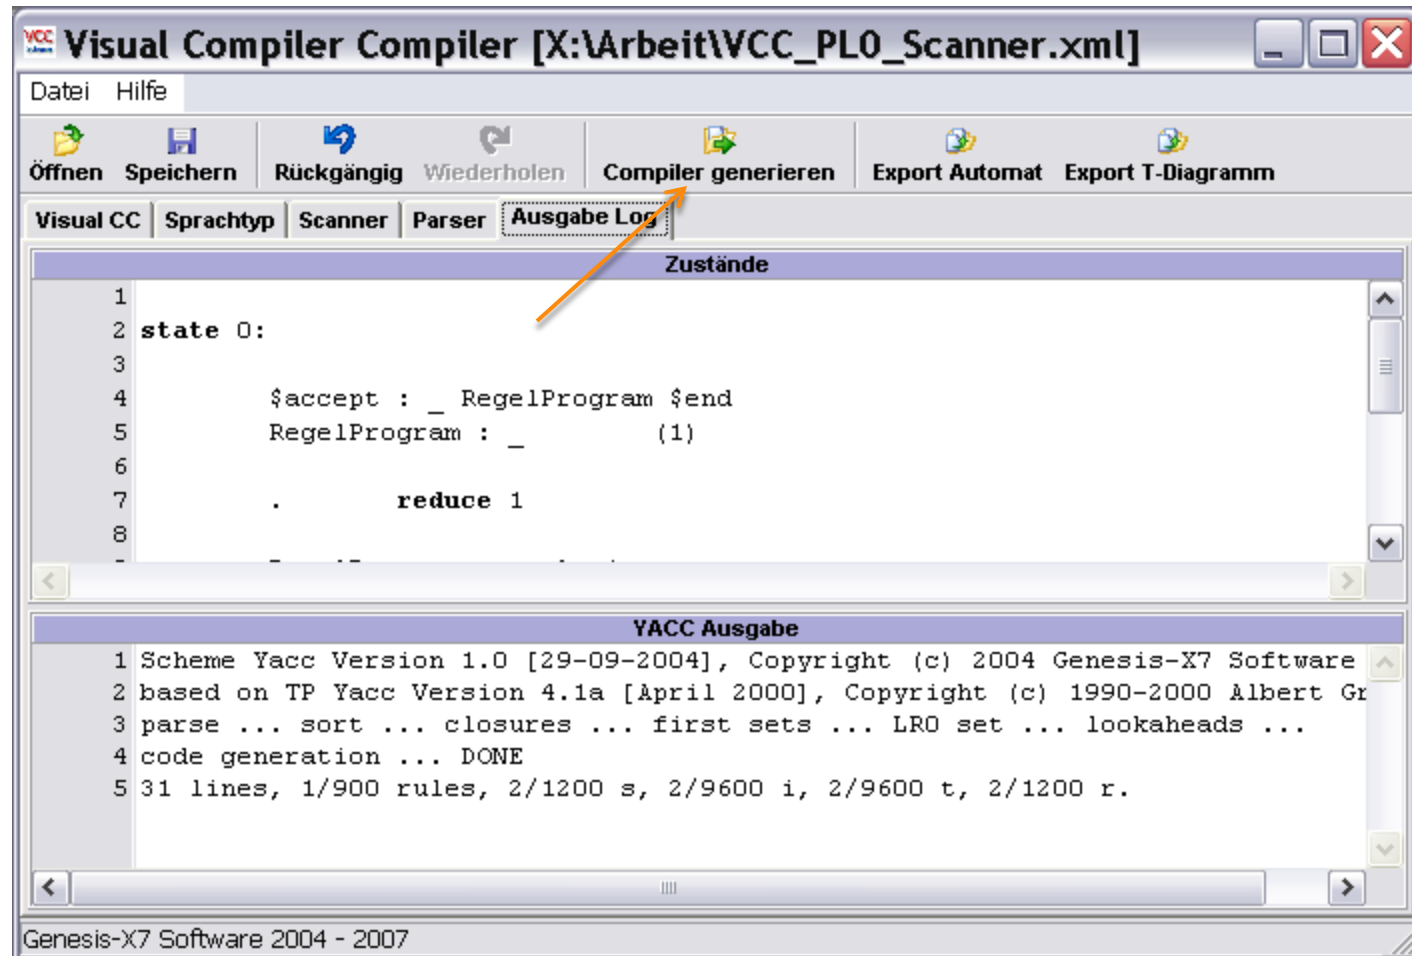 VCC
Visual Compiler Compiler [X:\Arbeit\VCC_PL0_Scanner.xml]
Datei Hilfe
Öffnen Speichern Rückgängig Wiederholen Compiler generieren Export Automat Export T-Diagramm
Visual CC Sprachtyp Scanner Parser Ausgabe Log
Zustände
1
2 state 0:
3
4 $accept : _ RegelProgram $end
5 RegelProgram : _ (1)
6
7 . reduce 1
8
YACC Ausgabe
1 Scheme Yacc Version 1.0 [29-09-2004], Copyright (c) 2004 Genesis-X7 Software
2 based on TP Yacc Version 4.1a [April 2000], Copyright (c) 1990-2000 Albert Gr
3 parse ... sort ... closures ... first sets ... LR0 set ... lookaheads ...
4 code generation ... DONE
5 31 lines, 1/900 rules, 2/1200 s, 2/9600 i, 2/9600 t, 2/1200 r.
Genesis-X7 Software 2004 - 2007